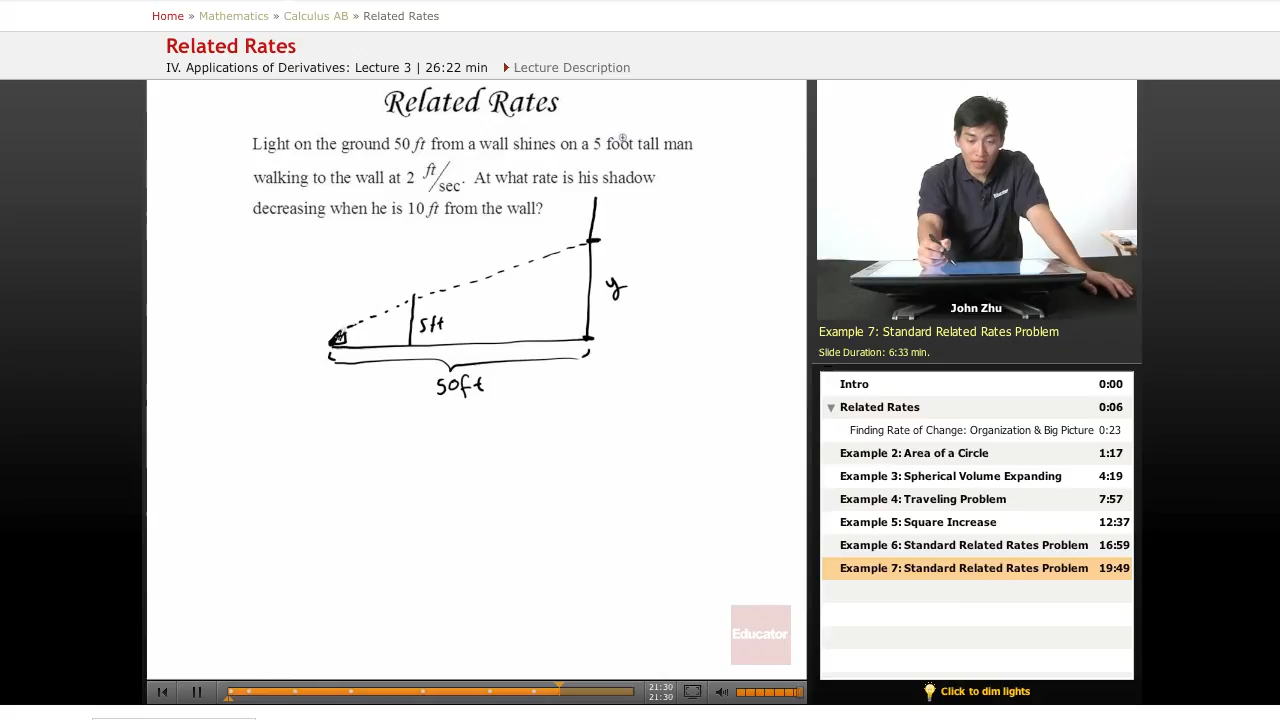 Home » Mathematics » Calculus AB » Related Rates
Related Rates
IV. Applications of Derivatives: Lecture 3 | 26:22 min Lecture Description
Related Rates
Light on the ground 50 ft from a wall shines on a 5 foot tall man
walking to the wall at 2 ft/sec. At what rate is his shadow
decreasing when he is 10 ft from the wall?
y
5ft
50ft
Educator
21:30
21:30
Educator
John Zhu
Example 7: Standard Related Rates Problem
Slide Duration: 6:33 min.
Intro 0:00
Related Rates 0:06
Finding Rate of Change: Organization & Big Picture 0:23
Example 2: Area of a Circle 1:17
Example 3: Spherical Volume Expanding 4:19
Example 4: Traveling Problem 7:57
Example 5: Square Increase 12:37
Example 6: Standard Related Rates Problem 16:59
Example 7: Standard Related Rates Problem 19:49
Click to dim lights